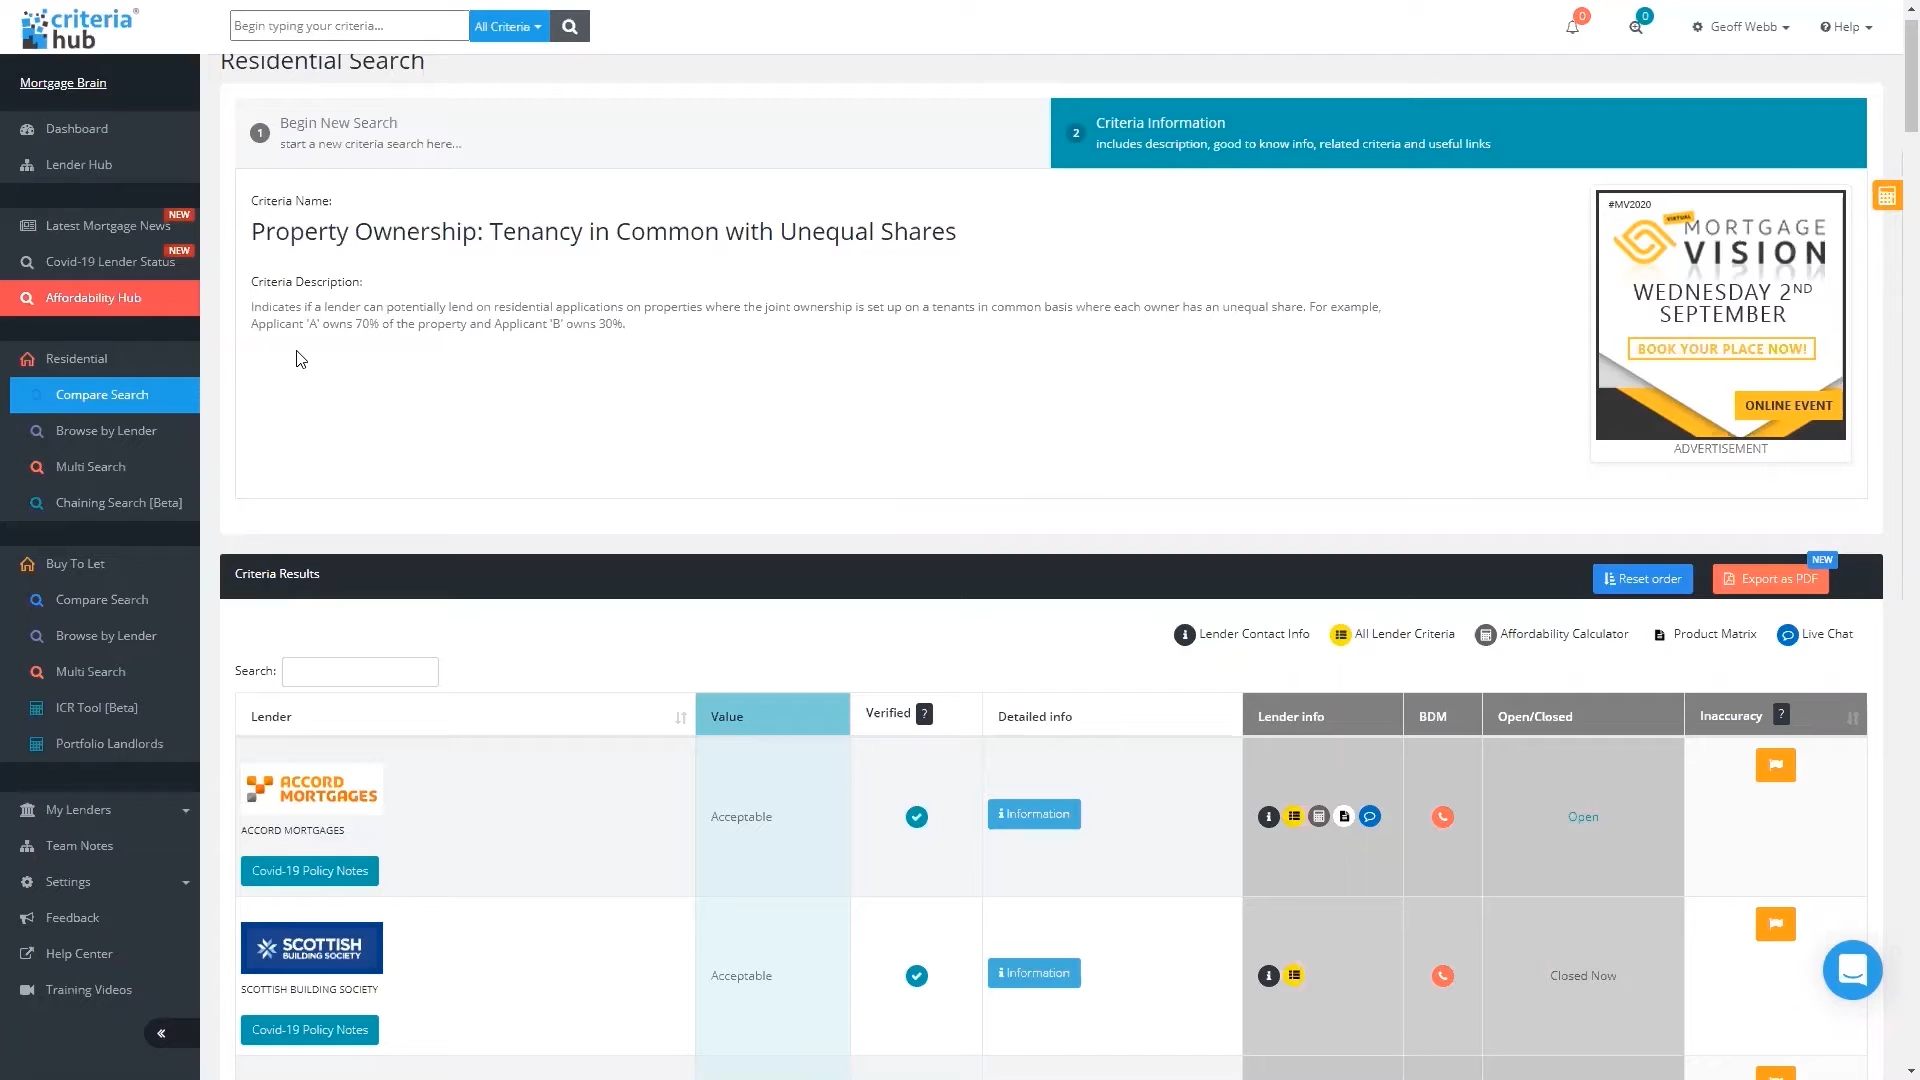 criteria hub
Begin typing your criteria...
All Criteria
0
0
Geoff Webb
Help
Mortgage Brain
Dashboard
Lender Hub
Latest Mortgage News
NEW
Covid-19 Lender Status
NEW
Affordability Hub
Residential
Compare Search
Browse by Lender
Multi Search
Chaining Search [Beta]
Buy To Let
Compare Search
Browse by Lender
Multi Search
ICR Tool [Beta]
Portfolio Landlords
My Lenders
Team Notes
Settings
Feedback
Help Center
Training Videos
Residential Search
1
Begin New Search
start a new criteria search here...
2
Criteria Information
includes description, good to know info, related criteria and useful links
Criteria Name:
Property Ownership: Tenancy in Common with Unequal Shares
Criteria Description:
Indicates if a lender can potentially lend on residential applications on properties where the joint ownership is set up on a tenants in common basis where each owner has an unequal share. For example,
Applicant 'A' owns 70% of the property and Applicant 'B' owns 30%.
#MV2020
VIRTUAL
MORTGAGE
VISION
WEDNESDAY 2ND
SEPTEMBER
BOOK YOUR PLACE NOW!
ONLINE EVENT
ADVERTISEMENT
Criteria Results
Reset order
NEW
Export as PDF
Lender Contact Info
All Lender Criteria
Affordability Calculator
Product Matrix
Live Chat
Search:
Lender
Value
Verified ?
Detailed info
Lender info
BDM
Open/Closed
Inaccuracy ?
ACCORD
MORTGAGES
ACCORD MORTGAGES
Covid-19 Policy Notes
Acceptable
Information
Open
SCOTTISH
BUILDING SOCIETY
SCOTTISH BUILDING SOCIETY
Covid-19 Policy Notes
Acceptable
Information
Closed Now